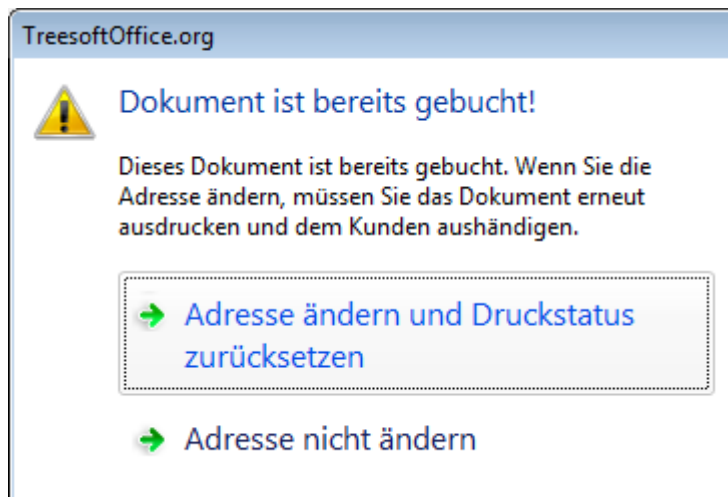 TreesoftOffice.org
Dokument ist bereits gebucht!
Dieses Dokument ist bereits gebucht. Wenn Sie die
Adresse ändern, müssen Sie das Dokument erneut
ausdrucken und dem Kunden aushändigen.
Adresse ändern und Druckstatus
zurücksetzen
Adresse nicht ändern